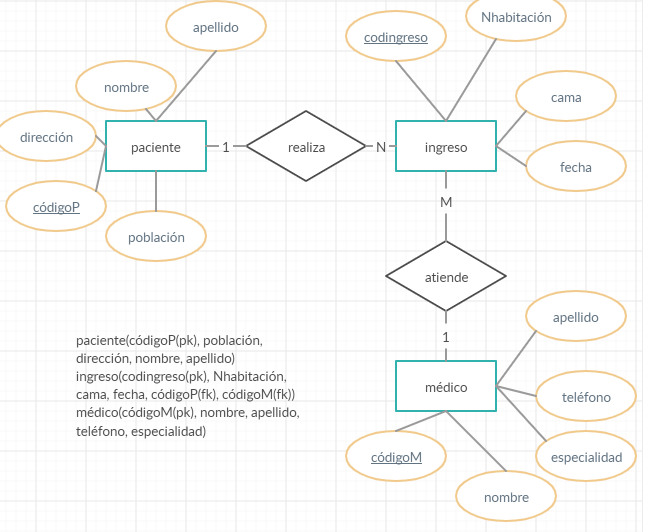 apellido
Nhabitación
codingreso
nombre
cama
dirección
paciente
1
realiza
N
ingreso
fecha
códigoP
M
población
atiende
apellido
1
paciente(códigoP(pk), población,
dirección, nombre, apellido)
ingreso(codingreso(pk), Nhabitación,
cama, fecha, códigoP(fk), códigoM(fk))
médico(códigoM(pk), nombre, apellido,
teléfono, especialidad)
médico
teléfono
códigoM
especialidad
nombre